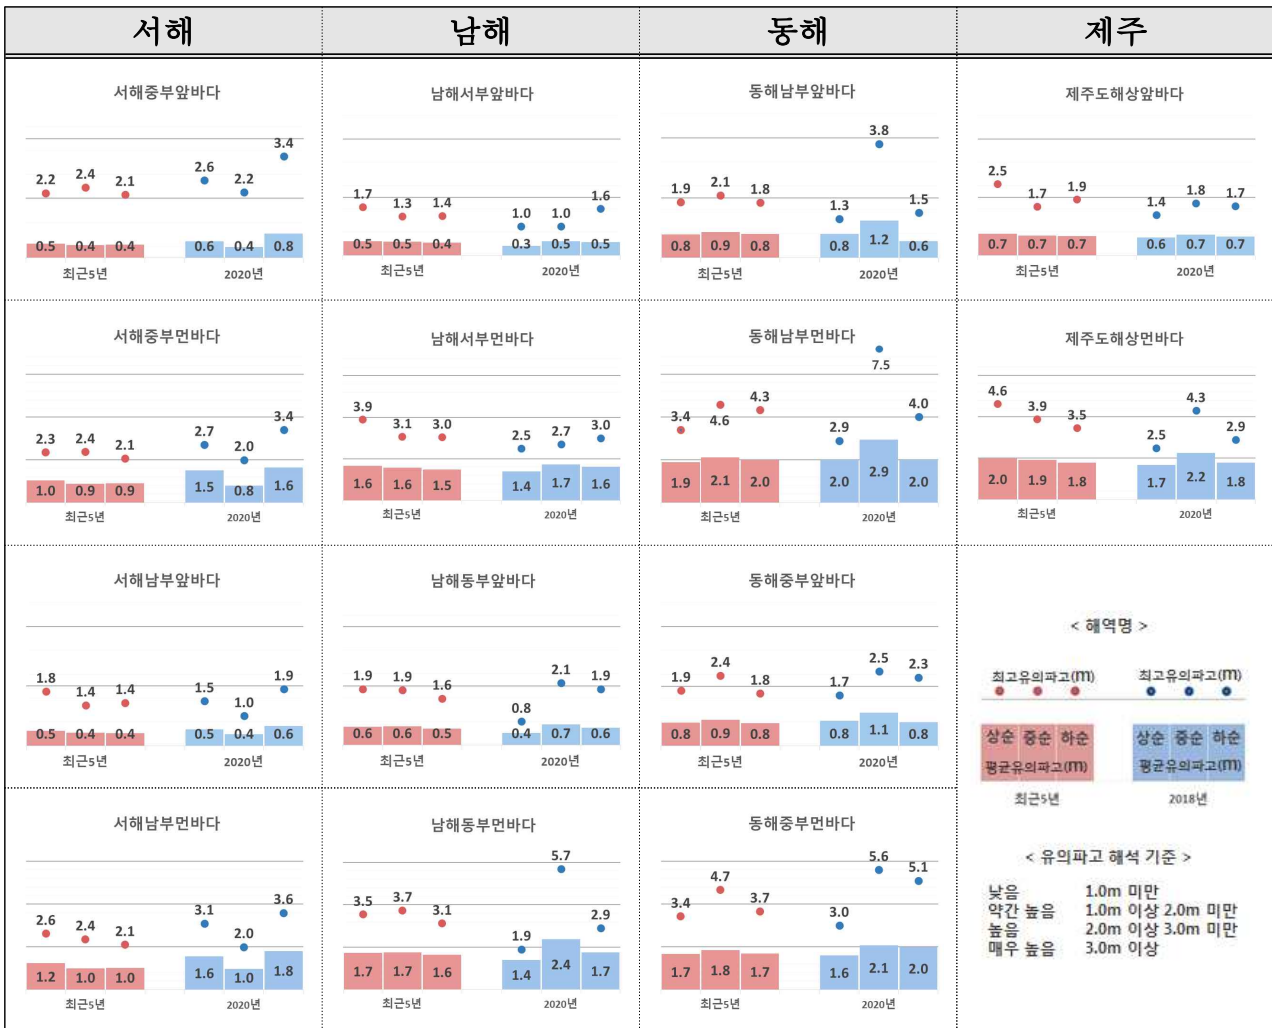 서해 남해 동해 제주
서해중부앞바다
2.2 2.4 2.1 2.6 2.2 3.4
0.5 0.4 0.4 0.6 0.4 0.8
최근5년 2020년
남해서부앞바다
1.7 1.3 1.4 1.0 1.0 1.6
0.5 0.5 0.4 0.3 0.5 0.5
최근5년 2020년
동해남부앞바다
1.9 2.1 1.8 1.3 3.8 1.5
0.8 0.9 0.8 0.8 1.2 0.6
최근5년 2020년
제주도해상앞바다
2.5 1.7 1.9 1.4 1.8 1.7
0.7 0.7 0.7 0.6 0.7 0.7
최근5년 2020년
서해중부먼바다
2.3 2.4 2.1 2.7 2.0 3.4
1.0 0.9 0.9 1.5 0.8 1.6
최근5년 2020년
남해서부먼바다
3.9 3.1 3.0 2.5 2.7 3.0
1.6 1.6 1.5 1.4 1.7 1.6
최근5년 2020년
동해남부먼바다
3.4 4.6 4.3 2.9 7.5 4.0
1.9 2.1 2.0 2.0 2.9 2.0
최근5년 2020년
제주도해상먼바다
4.6 3.9 3.5 2.5 4.3 2.9
2.0 1.9 1.8 1.7 2.2 1.8
최근5년 2020년
서해남부앞바다
1.8 1.4 1.4 1.5 1.0 1.9
0.5 0.4 0.4 0.5 0.4 0.6
최근5년 2020년
남해동부앞바다
1.9 1.9 1.6 0.8 2.1 1.9
0.6 0.6 0.5 0.4 0.7 0.6
최근5년 2020년
동해중부앞바다
1.9 2.4 1.8 1.7 2.5 2.3
0.8 0.9 0.8 0.8 1.1 0.8
최근5년 2020년
서해남부먼바다
2.6 2.4 2.1 3.1 2.0 3.6
1.2 1.0 1.0 1.6 1.0 1.8
최근5년 2020년
남해동부먼바다
3.5 3.7 3.1 1.9 5.7 2.9
1.7 1.7 1.6 1.4 2.4 1.7
최근5년 2020년
동해중부먼바다
3.4 4.7 3.7 3.0 5.6 5.1
1.7 1.8 1.7 1.6 2.1 2.0
최근5년 2020년
< 해역명 >
최고유의파고(m) 최고유의파고(m)
상순 중순 하순 상순 중순 하순
평균유의파고(m) 평균유의파고(m)
최근5년 2018년
< 유의파고 해석 기준 >
낮음 1.0m 미만
약간 높음 1.0m 이상 2.0m 미만
높음 2.0m 이상 3.0m 미만
매우 높음 3.0m 이상